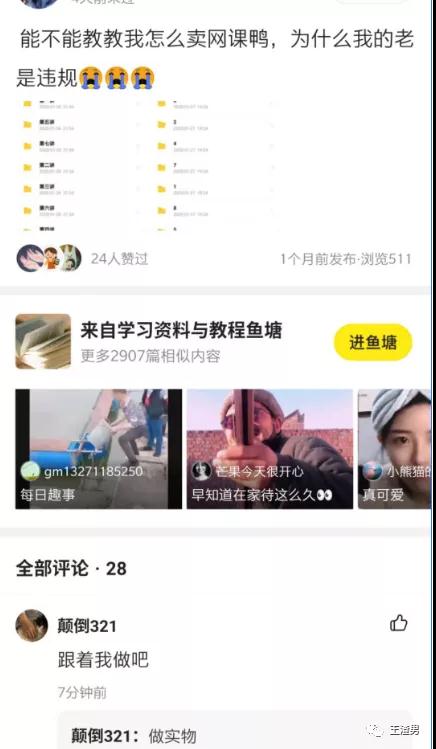 能不能教教我怎么卖网课鸭，为什么我的老
是违规😭😭😭
第五讲
2
第七讲
4
第二讲
7
第三讲
1
第六讲
8
24人赞过
1个月前发布·浏览511
来自学习资料与教程鱼塘
更多2907篇相似内容
进鱼塘
gm13271185250
每日趣事
芒果今天很开心
早知道在家待这么久👀
小熊猫的
真可爱
全部评论 · 28
颠倒321
跟着我做吧
7分钟前
颠倒321：做实物
王渣男